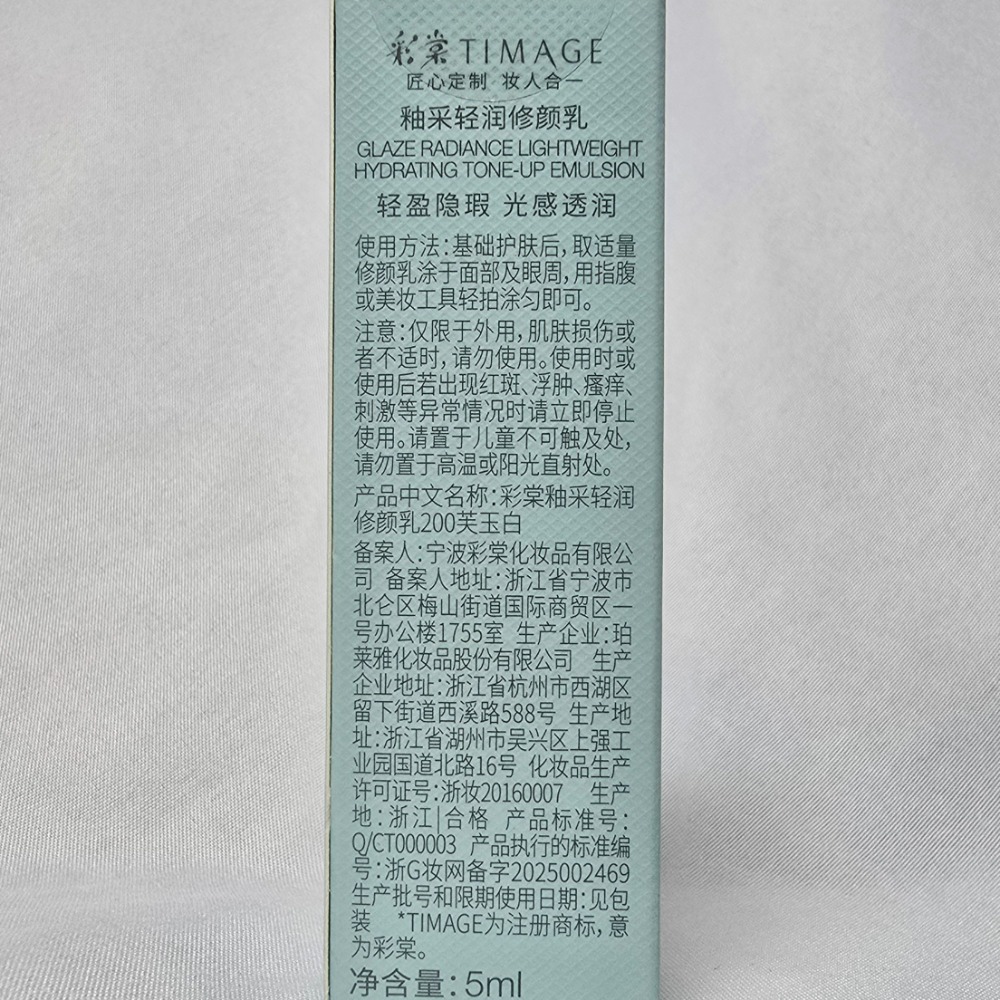 彩棠 TIMAGE
匠心定制 妆人合一
釉采轻润修颜乳
GLAZE RADIANCE LIGHTWEIGHT
HYDRATING TONE-UP EMULSION
轻盈隐瑕 光感透润
使用方法：基础护肤后，取适量
修颜乳涂于面部及眼周，用指腹
或美妆工具轻拍涂匀即可。
注意：仅限于外用，肌肤损伤或
者不适时，请勿使用。使用时或
使用后若出现红斑、浮肿、瘙痒、
刺激等异常情况时请立即停止
使用。请置于儿童不可触及处，
请勿置于高温或阳光直射处。
产品中文名称：彩棠釉采轻润
修颜乳200芙玉白
备案人：宁波彩棠化妆品有限公
司 备案人地址：浙江省宁波市
北仑区梅山街道国际商贸区一
号办公楼1755室 生产企业：珀
莱雅化妆品股份有限公司 生产
企业地址：浙江省杭州市西湖区
留下街道西溪路588号 生产地
址：浙江省湖州市吴兴区上强工
业园国道北路16号 化妆品生产
许可证号：浙妆20160007 生产
地：浙江|合格 产品标准号：
Q/CT000003 产品执行的标准编
号：浙G妆网备字2025002469
生产批号和限期使用日期：见包
装 *TIMAGE为注册商标，意
为彩棠。
净含量：5ml